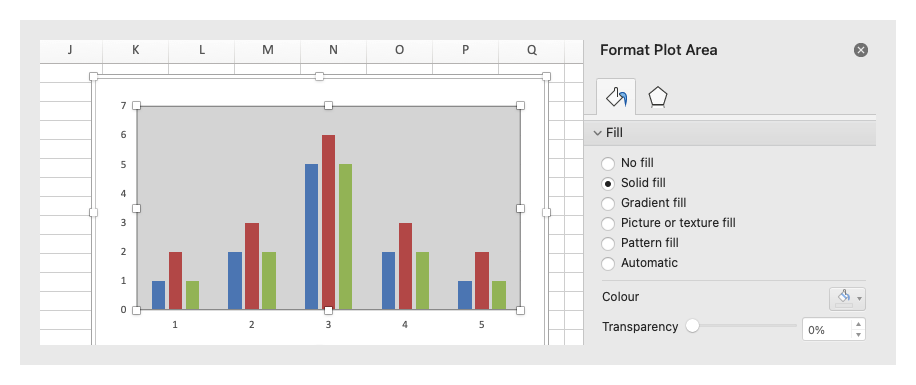 J K L M N O P Q
Format Plot Area
7
6
5
4
3
2
1
0
1 2 3 4 5
Fill
No fill
Solid fill
Gradient fill
Picture or texture fill
Pattern fill
Automatic
Colour
Transparency 0%